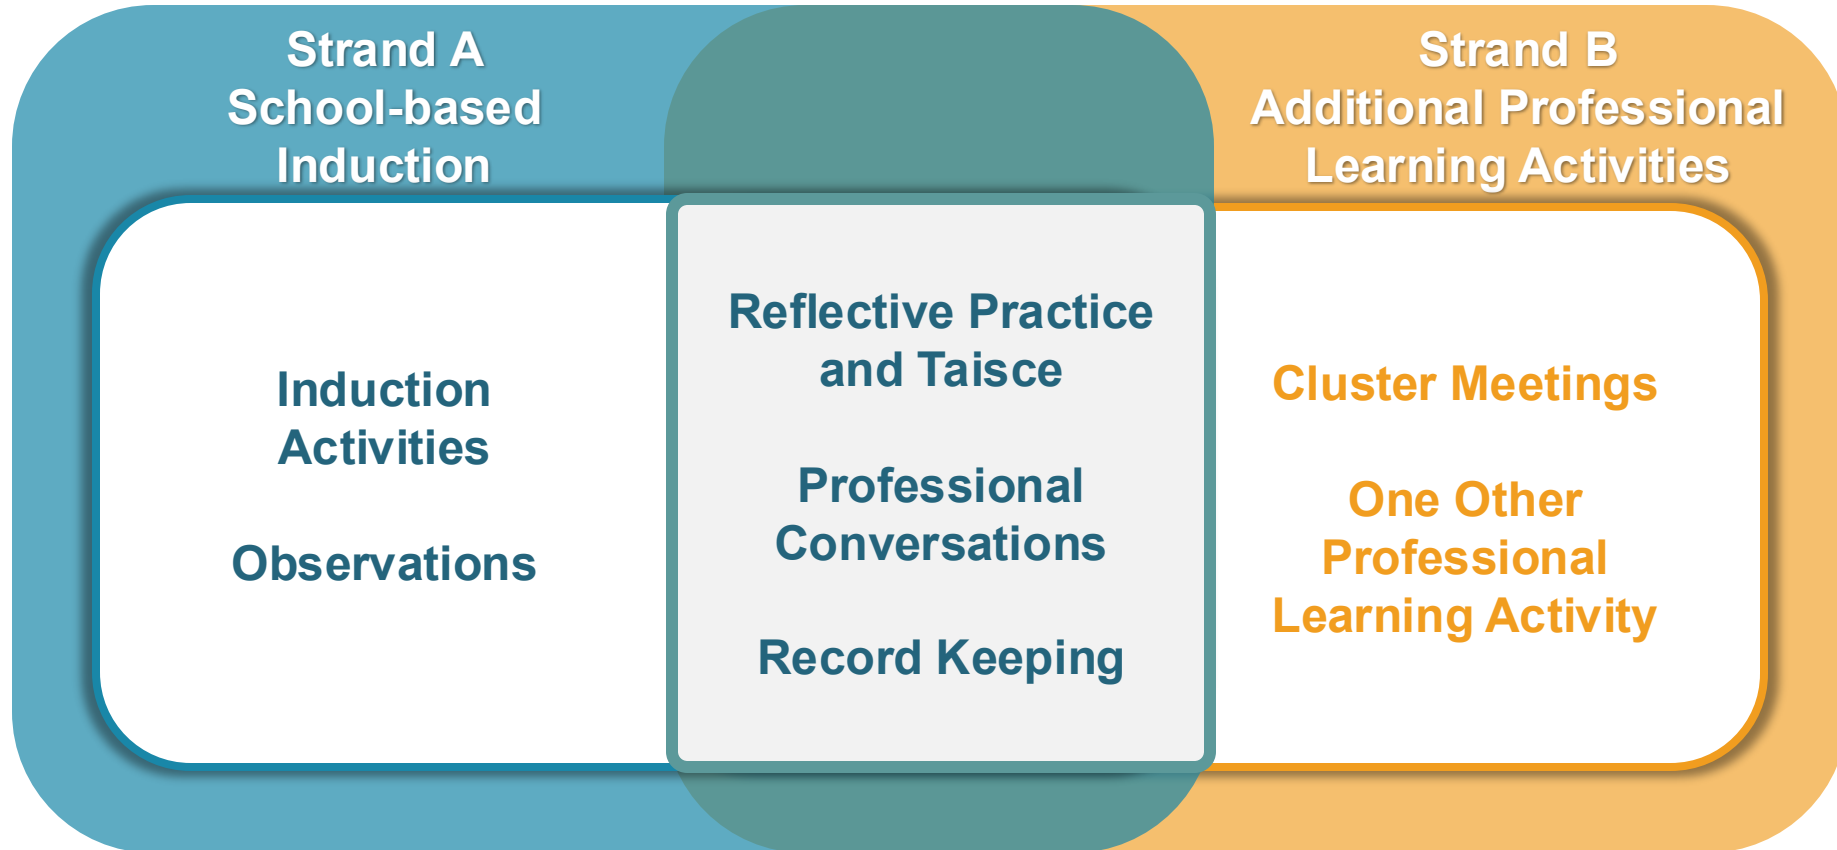 Strand A
School-based
Induction
Strand B
Additional Professional
Learning Activities
Induction
Activities
Observations
Reflective Practice
and Taisce
Professional
Conversations
Record Keeping
Cluster Meetings
One Other
Professional
Learning Activity